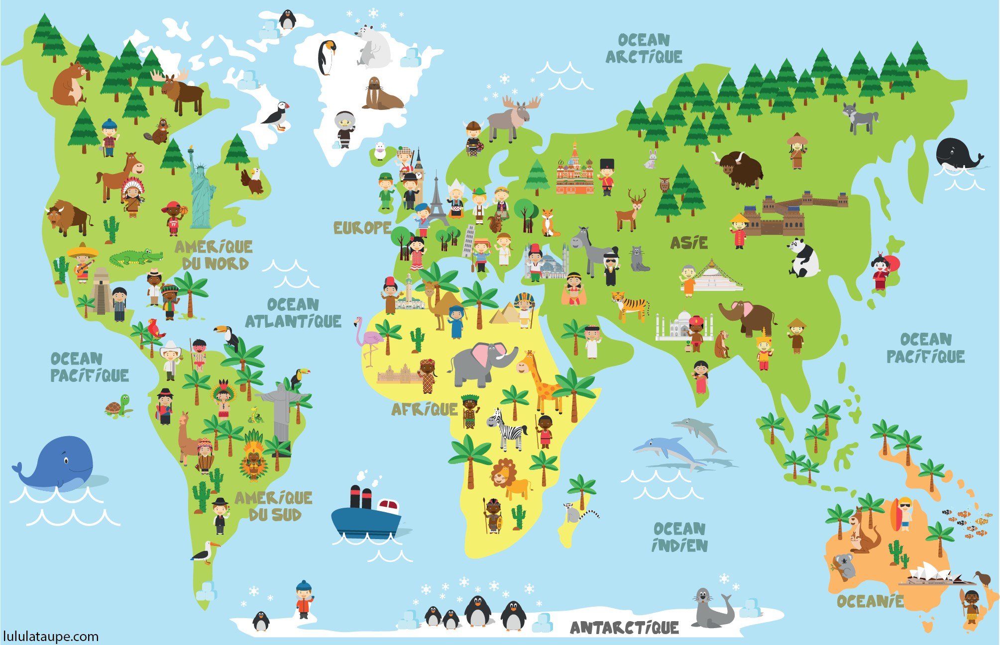 OCEAN
ARCTIQUE
EUROPE
ASIE
AMERIQUE
DU NORD
OCEAN
ATLANTIQUE
OCEAN
PACIFIQUE
OCEAN
PACIFIQUE
AFRIQUE
AMERIQUE
DU SUD
OCEAN
INDIEN
OCEANIE
ANTARCTIQUE
77
lululataupe.com